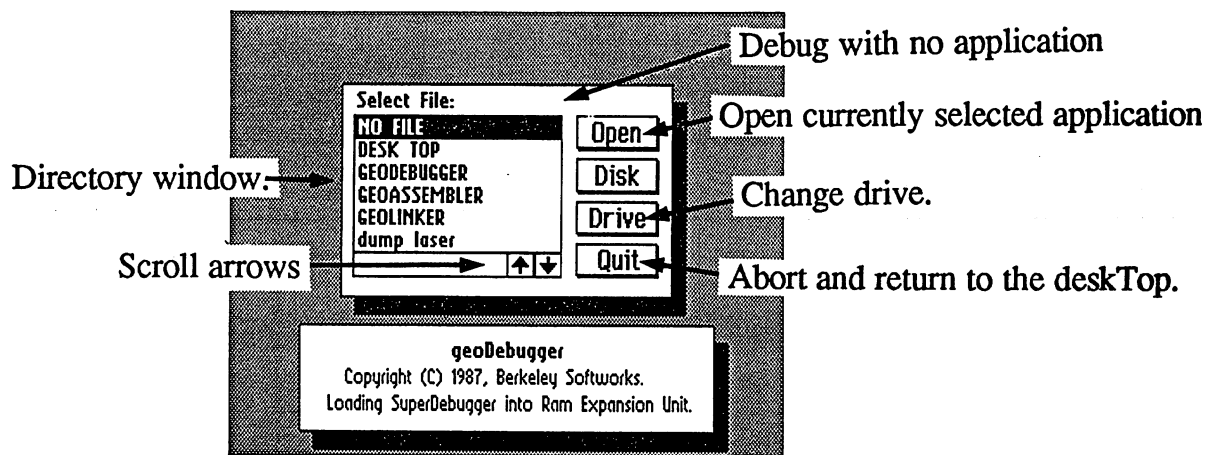 Debug with no application
Select File:
NO FILE
Open
Open currently selected application
DESK TOP
GEODEBUGGER
Disk
Directory window.
GEOASSEMBLER
Change drive.
GEOLINKER
Drive
dump laser
Scroll arrows
Quit
Abort and return to the deskTop.
geoDebugger
Copyright (C) 1987, Berkeley Softworks.
Loading SuperDebugger into Ram Expansion Unit.